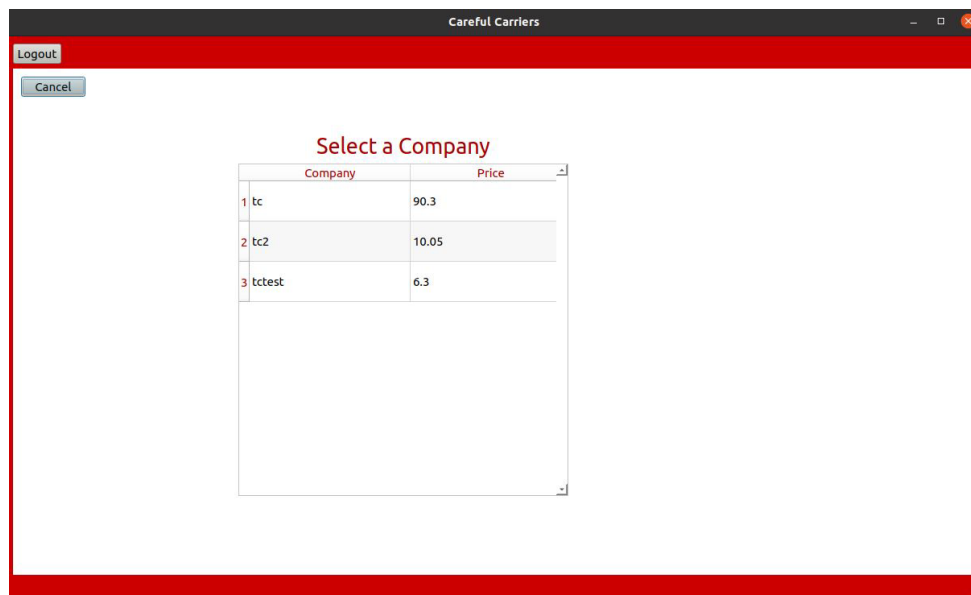 Careful Carriers
Logout
Cancel
Select a Company
Company Price
1 tc 90.3
2 tc2 10.05
3 tctest 6.3